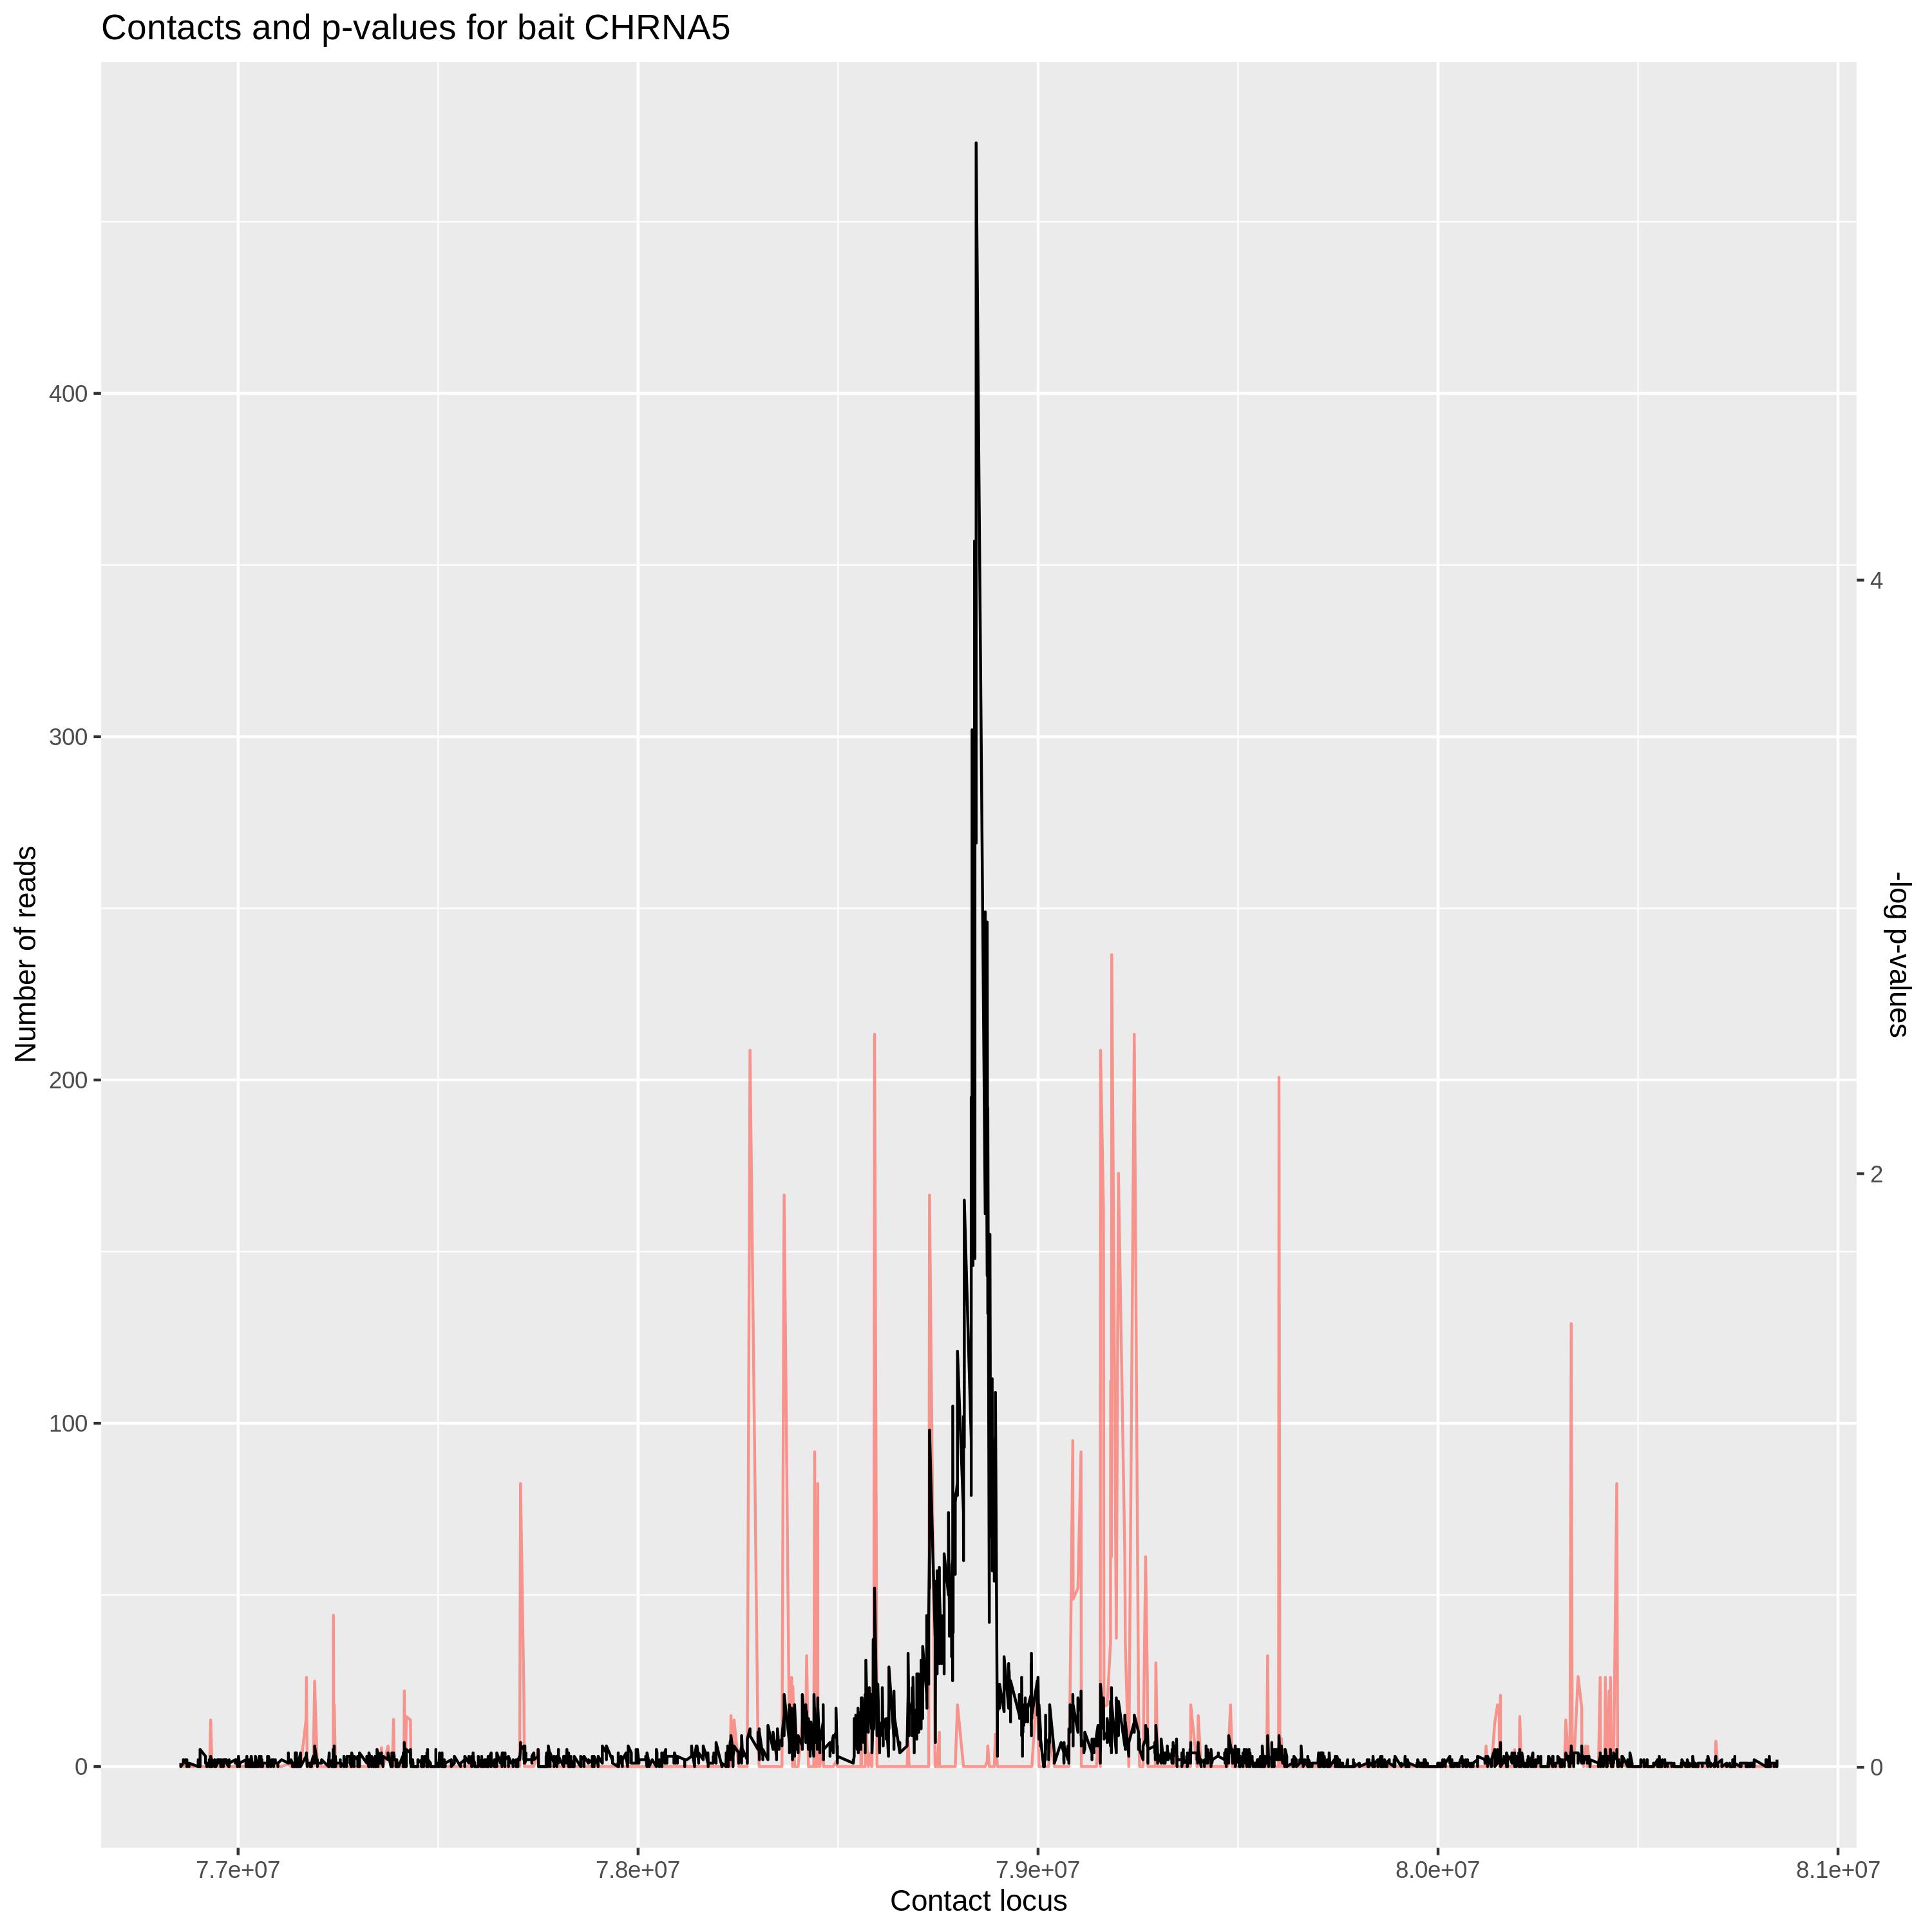 Contacts and p-values for bait CHRNA5
Number of reads
400
300
200
100
0
4
2
0
-log p-values
7.7e+07
7.8e+07
7.9e+07
8.0e+07
8.1e+07
Contact locus